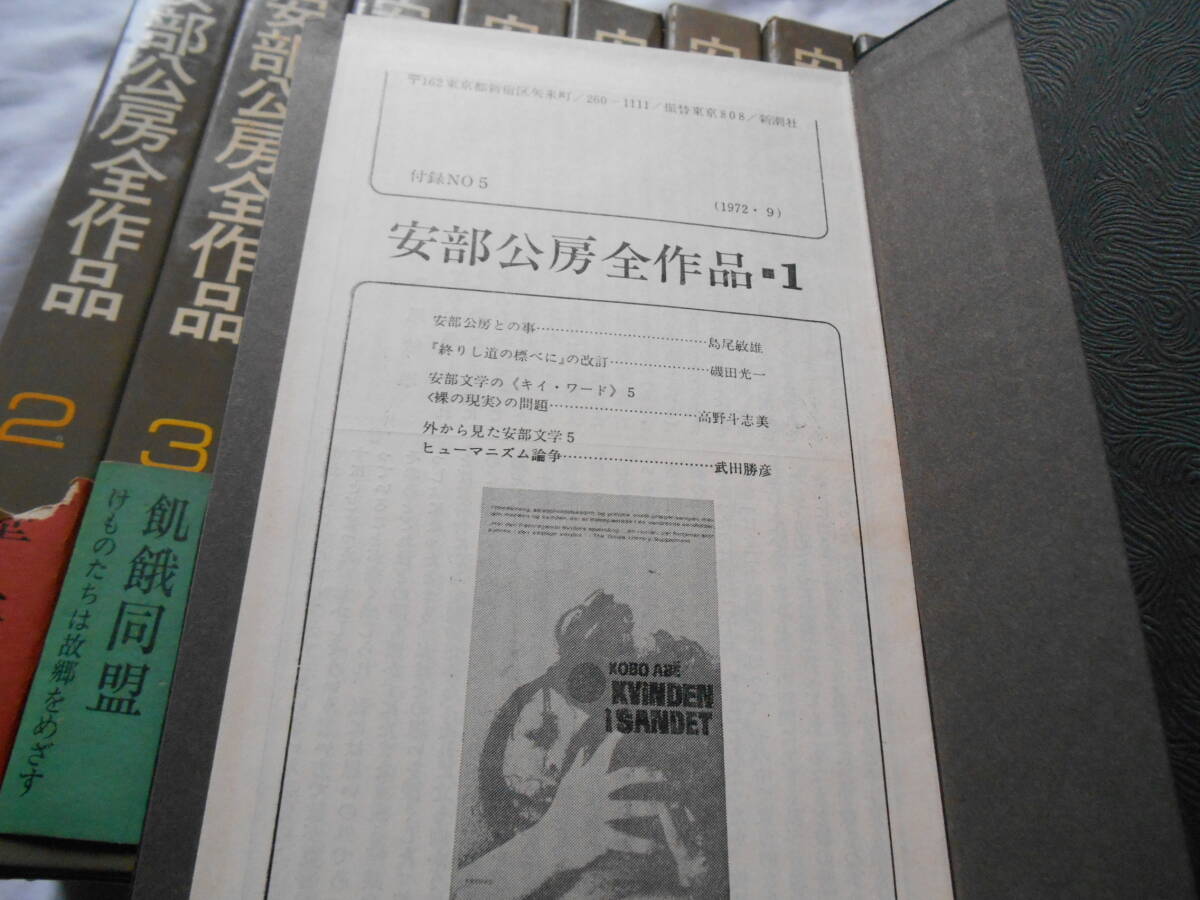 安部公房全作品
2
安部公房全作品
3
安
安
安
安
安
飢餓同盟
けものたちは故郷をめざす
〒162東京都新宿区矢来町/260-1111/振替東京808/新潮社
付録NO 5
(1972・9)
安部公房全作品・1
安部公房との事……………………………島尾敏雄
『終りし道の標べに』の改訂………………磯田光一
安部文学の《キイ・ワード》5
〈裸の現実〉の問題………………………高野斗志美
外から見た安部文学5
ヒューマニズム論争…………………………武田勝彦
KOBO ABE
KVINDEN
I SANDET